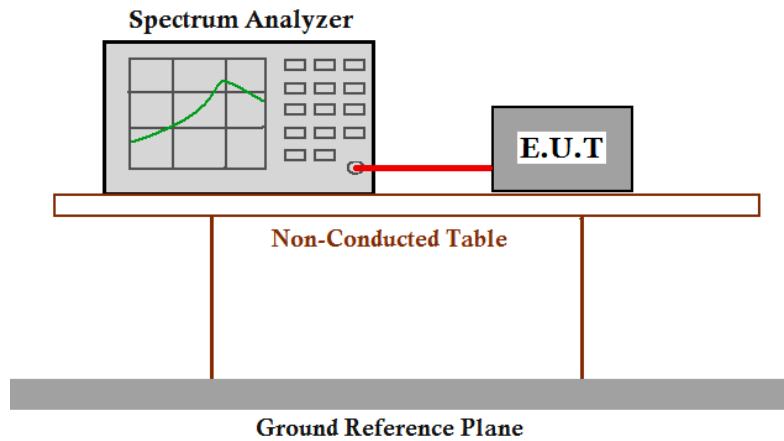 Spectrum Analyzer
E.U.T
Non-Conducted Table
Ground Reference Plane